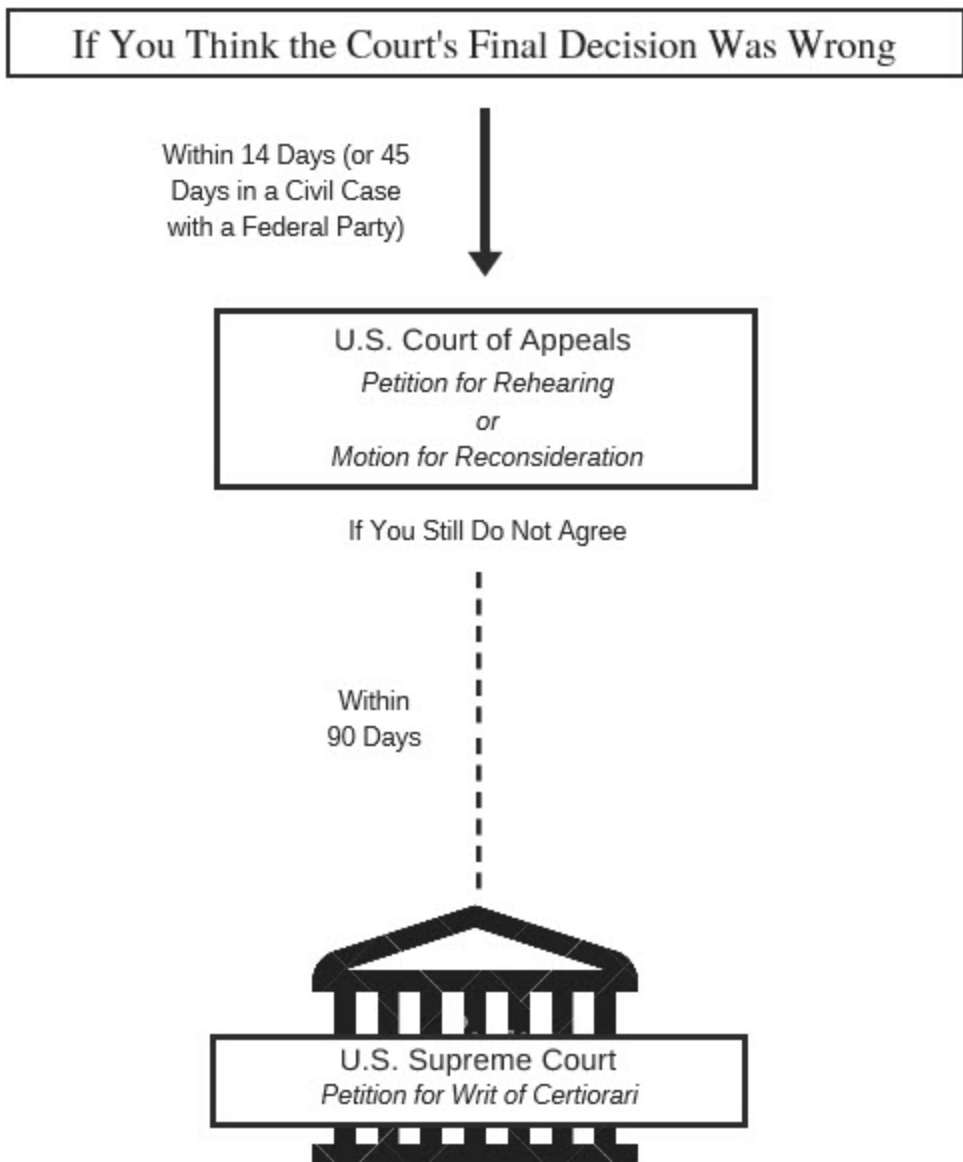 If You Think the Court's Final Decision Was Wrong
Within 14 Days (or 45
Days in a Civil Case
with a Federal Party)
U.S. Court of Appeals
Petition for Rehearing
or
Motion for Reconsideration
If You Still Do Not Agree
Within
90 Days
U.S. Supreme Court
Petition for Writ of Certiorari